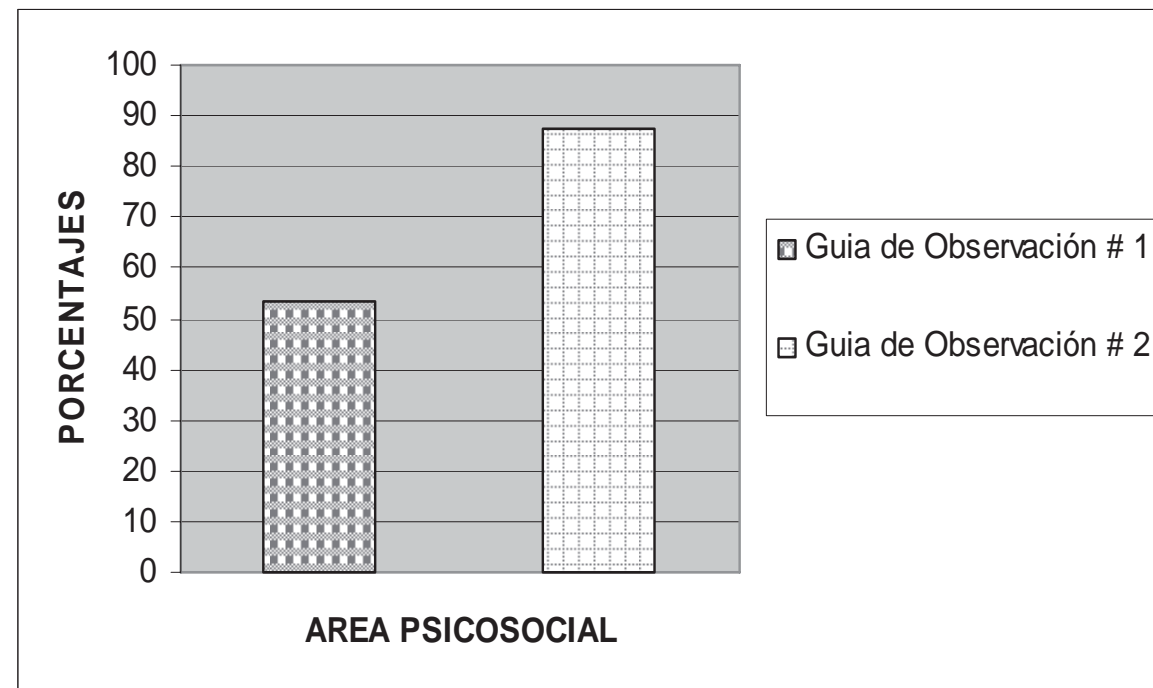 100
90
80
70
60
50
40
30
20
10
0
PORCENTAJES
AREA PSICOSOCIAL
Guia de Observación # 1
Guia de Observación # 2